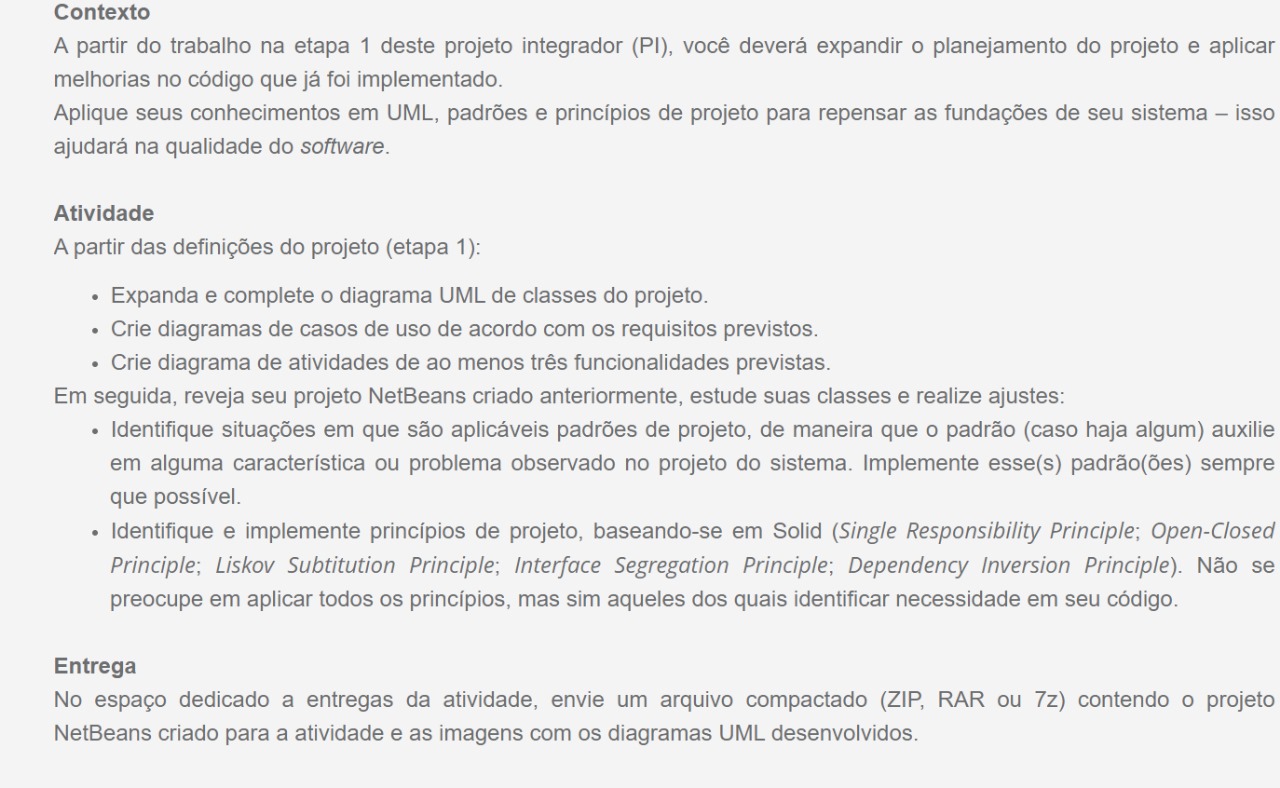 Contexto
A partir do trabalho na etapa 1 deste projeto integrador (PI), você deverá expandir o planejamento do projeto e aplicar
melhorias no código que já foi implementado.
Aplique seus conhecimentos em UML, padrões e princípios de projeto para repensar as fundações de seu sistema – isso
ajudará na qualidade do software.
Atividade
A partir das definições do projeto (etapa 1):
• Expanda e complete o diagrama UML de classes do projeto.
• Crie diagramas de casos de uso de acordo com os requisitos previstos.
• Crie diagrama de atividades de ao menos três funcionalidades previstas.
Em seguida, reveja seu projeto NetBeans criado anteriormente, estude suas classes e realize ajustes:
• Identifique situações em que são aplicáveis padrões de projeto, de maneira que o padrão (caso haja algum) auxilie
em alguma característica ou problema observado no projeto do sistema. Implemente esse(s) padrão(ões) sempre
que possível.
• Identifique e implemente princípios de projeto, baseando-se em Solid (Single Responsibility Principle; Open-Closed
Principle; Liskov Subtitution Principle; Interface Segregation Principle; Dependency Inversion Principle). Não se
preocupe em aplicar todos os princípios, mas sim aqueles dos quais identificar necessidade em seu código.
Entrega
No espaço dedicado a entregas da atividade, envie um arquivo compactado (ZIP, RAR ou 7z) contendo o projeto
NetBeans criado para a atividade e as imagens com os diagramas UML desenvolvidos.